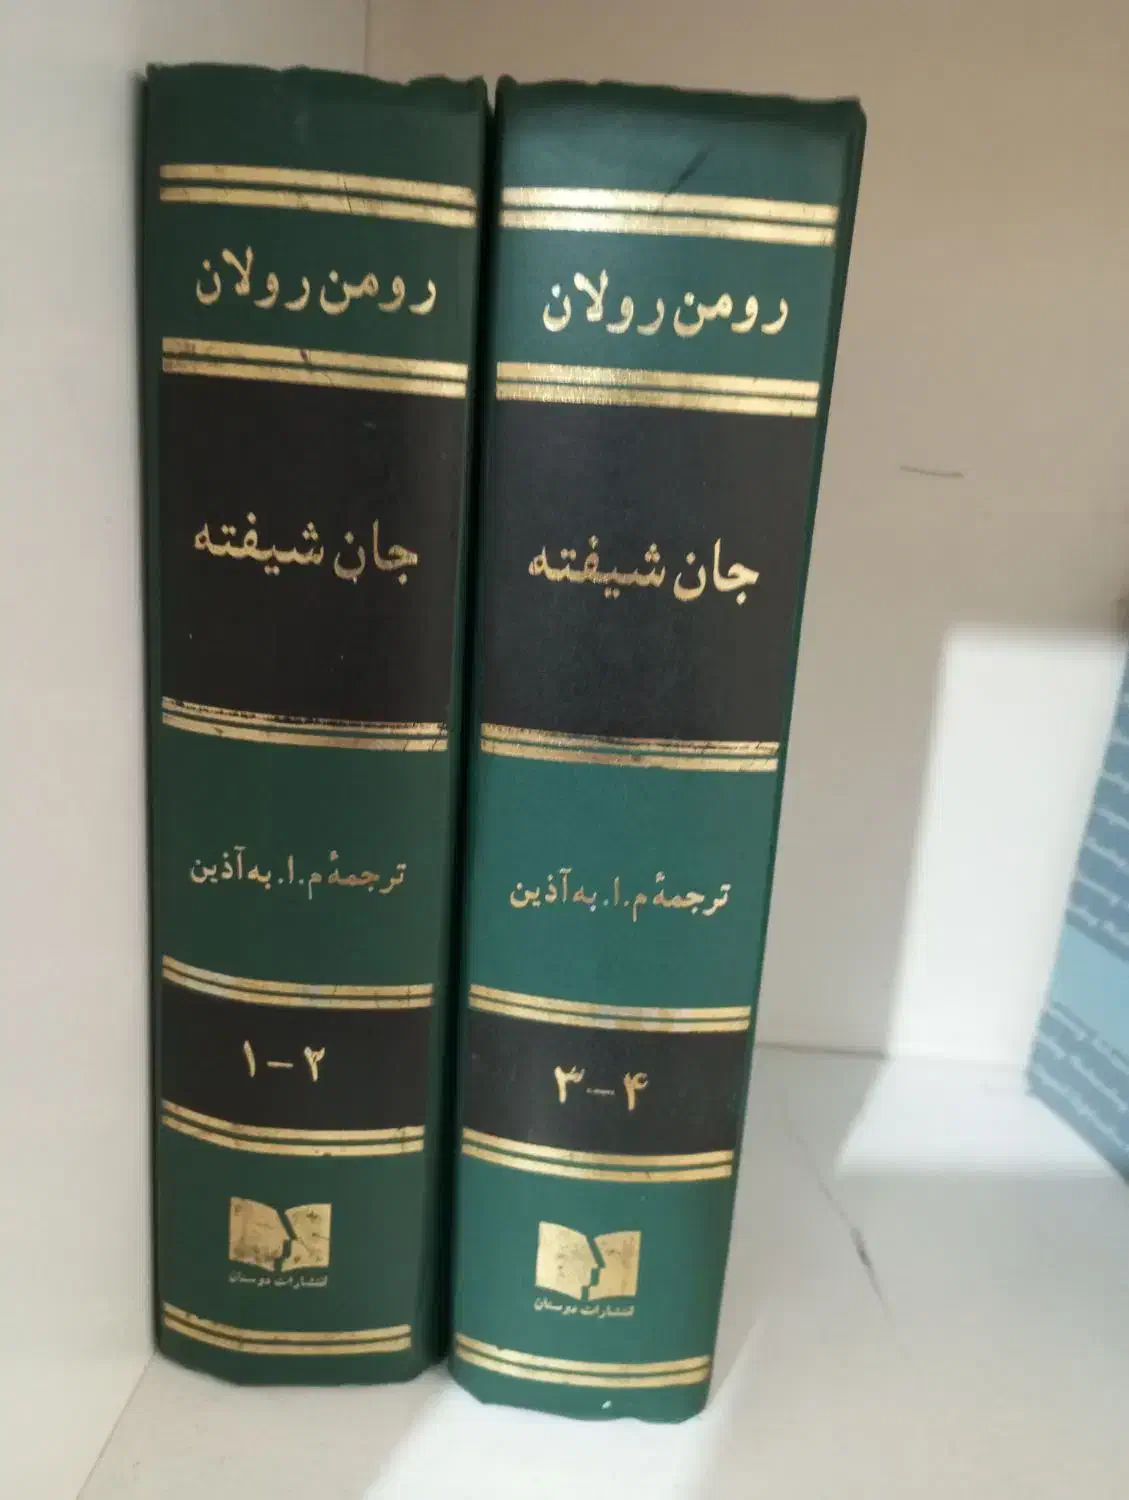 رومن رولان
جان شیفته
ترجمهٔ م.ا. به‌آذین
۱-۲
انتشارات دوستان
رومن رولان
جان شیفته
ترجمهٔ م.ا. به‌آذین
۳-۴
انتشارات دوستان